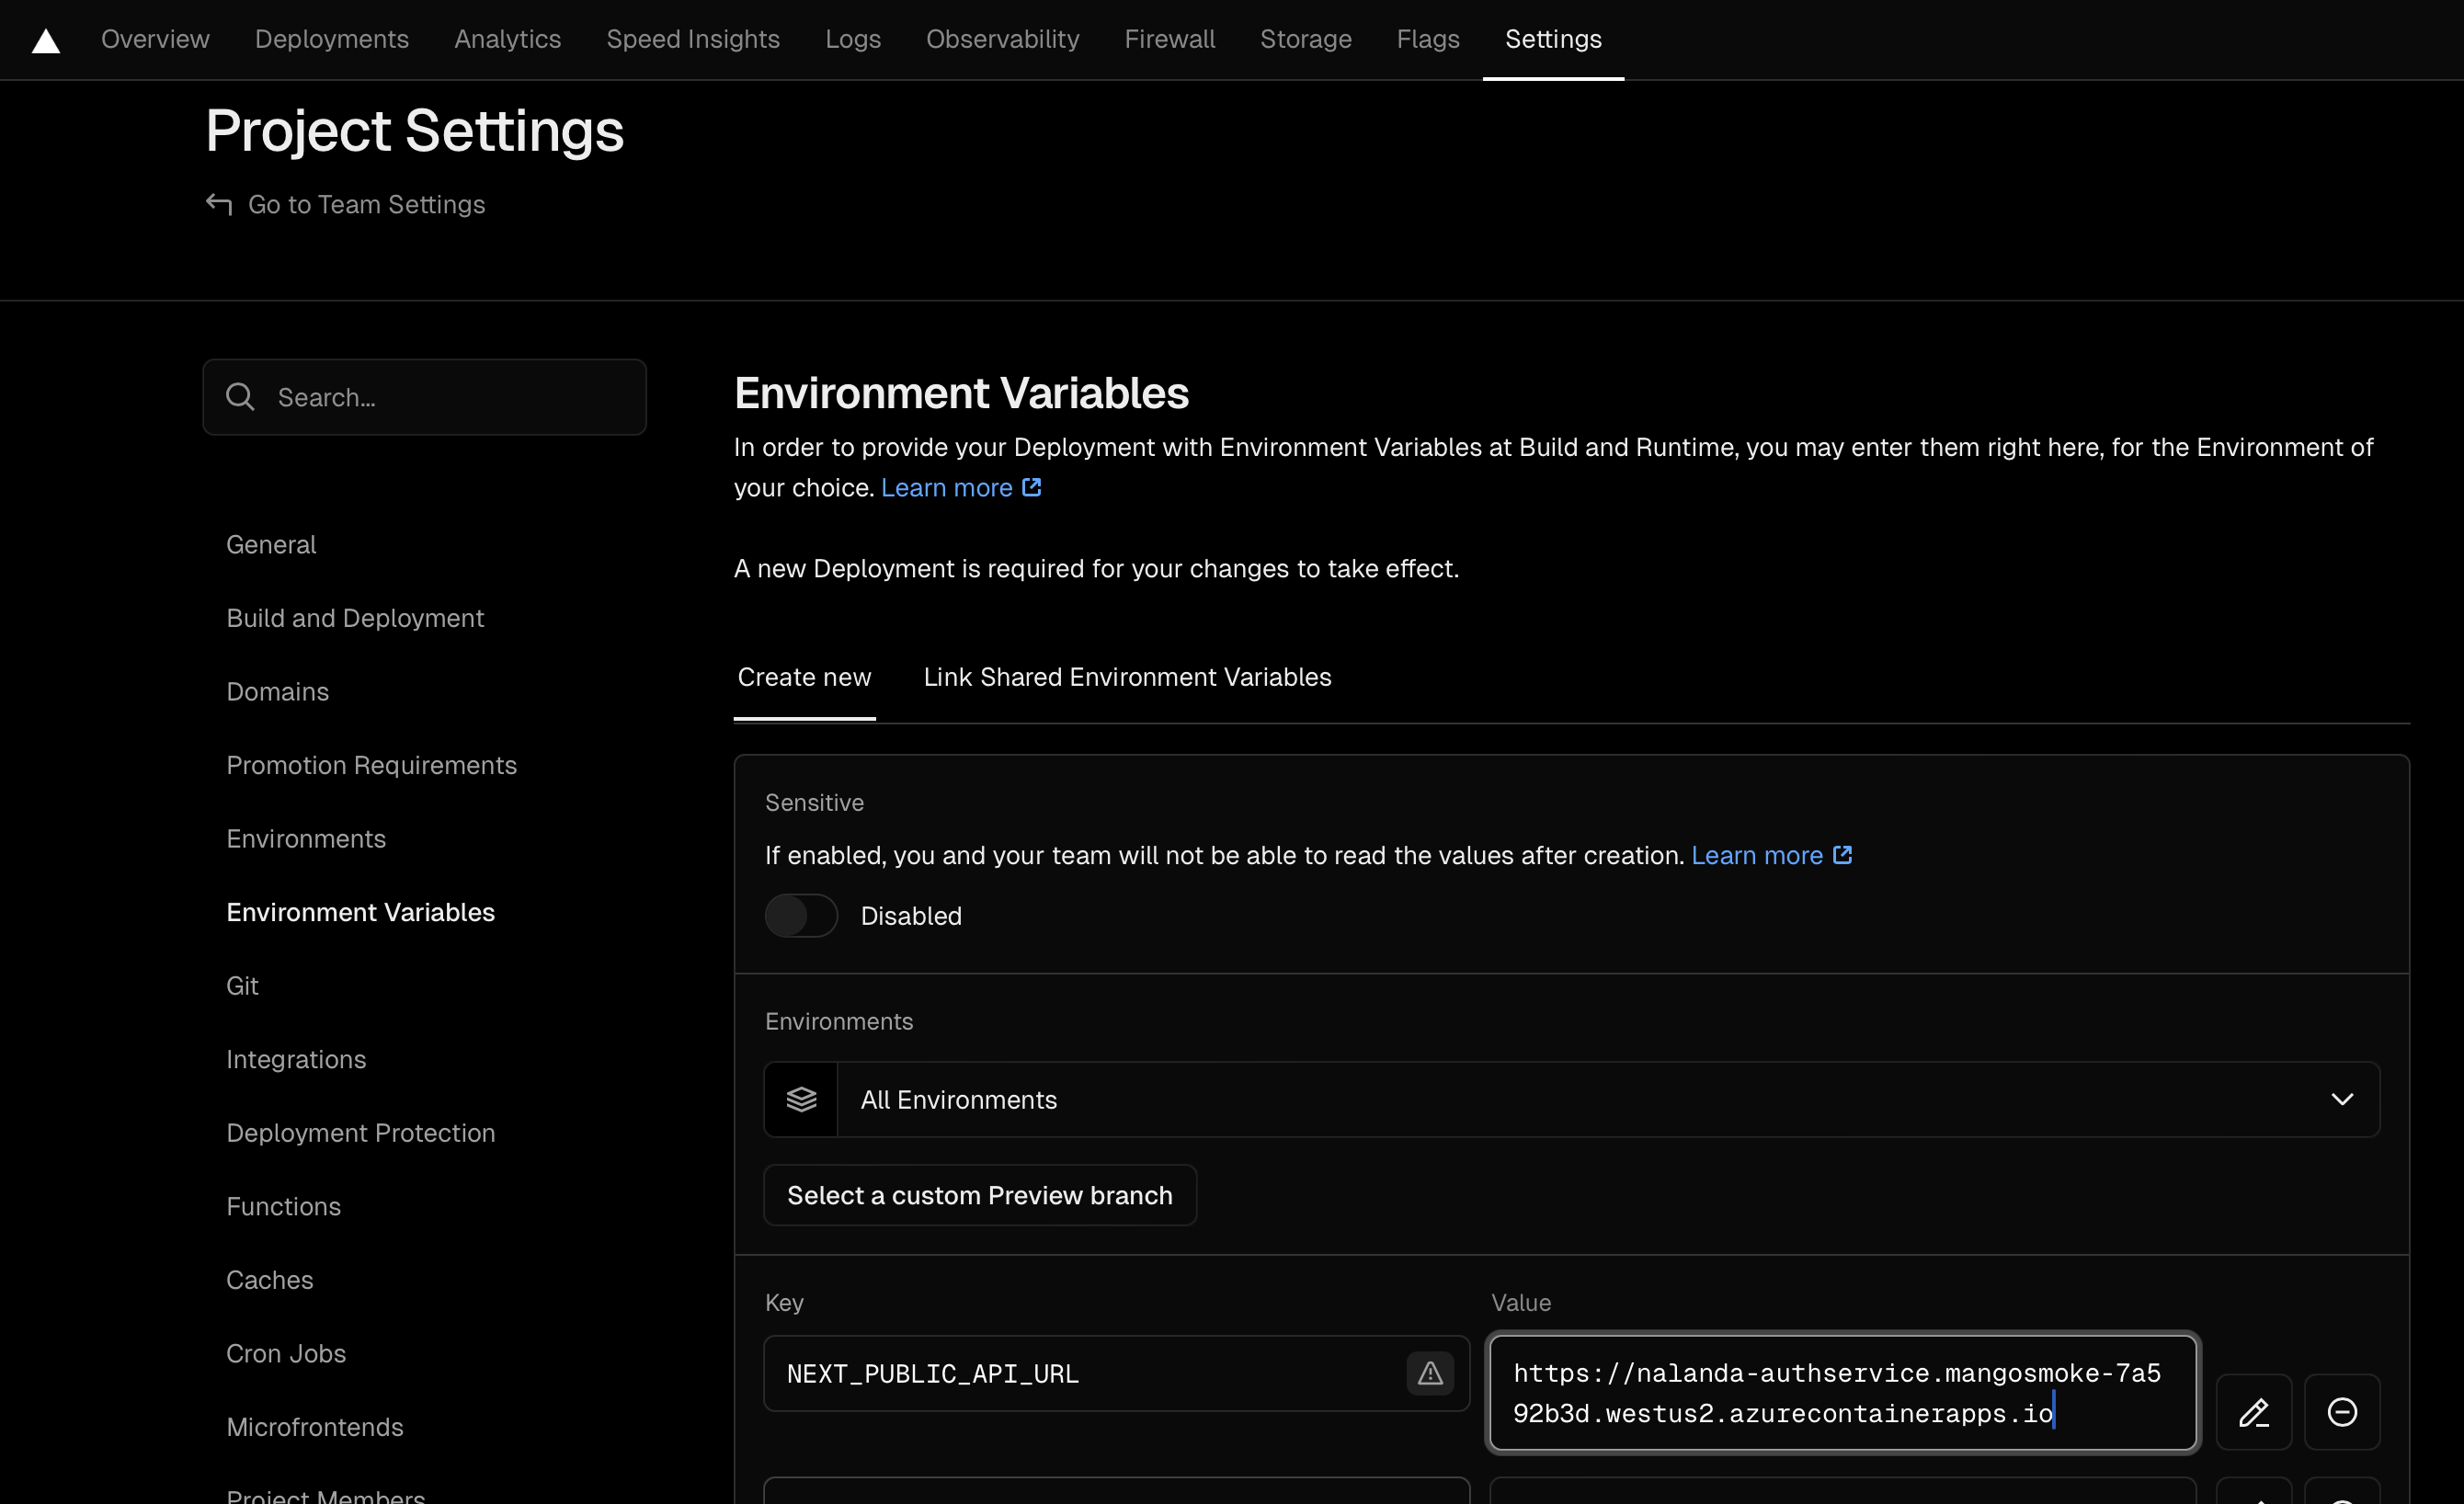 Overview Deployments Analytics Speed Insights Logs Observability Firewall Storage Flags Settings
Project Settings
Go to Team Settings
Search...
General
Build and Deployment
Domains
Promotion Requirements
Environments
Environment Variables
Git
Integrations
Deployment Protection
Functions
Caches
Cron Jobs
Microfrontends
Project Members
Environment Variables
In order to provide your Deployment with Environment Variables at Build and Runtime, you may enter them right here, for the Environment of
your choice. Learn more
A new Deployment is required for your changes to take effect.
Create new Link Shared Environment Variables
Sensitive
If enabled, you and your team will not be able to read the values after creation. Learn more
Disabled
Environments
All Environments
Select a custom Preview branch
Key Value
NEXT_PUBLIC_API_URL
https://nalanda-authservice.mangosmoke-7a5
92b3d.westus2.azurecontainerapps.io